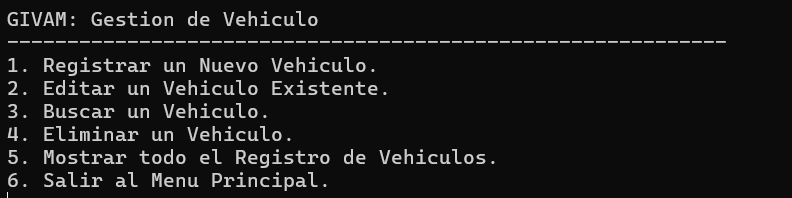 GIVAM: Gestion de Vehiculo
------------------------------------------------------------
1. Registrar un Nuevo Vehiculo.
2. Editar un Vehiculo Existente.
3. Buscar un Vehiculo.
4. Eliminar un Vehiculo.
5. Mostrar todo el Registro de Vehiculos.
6. Salir al Menu Principal.